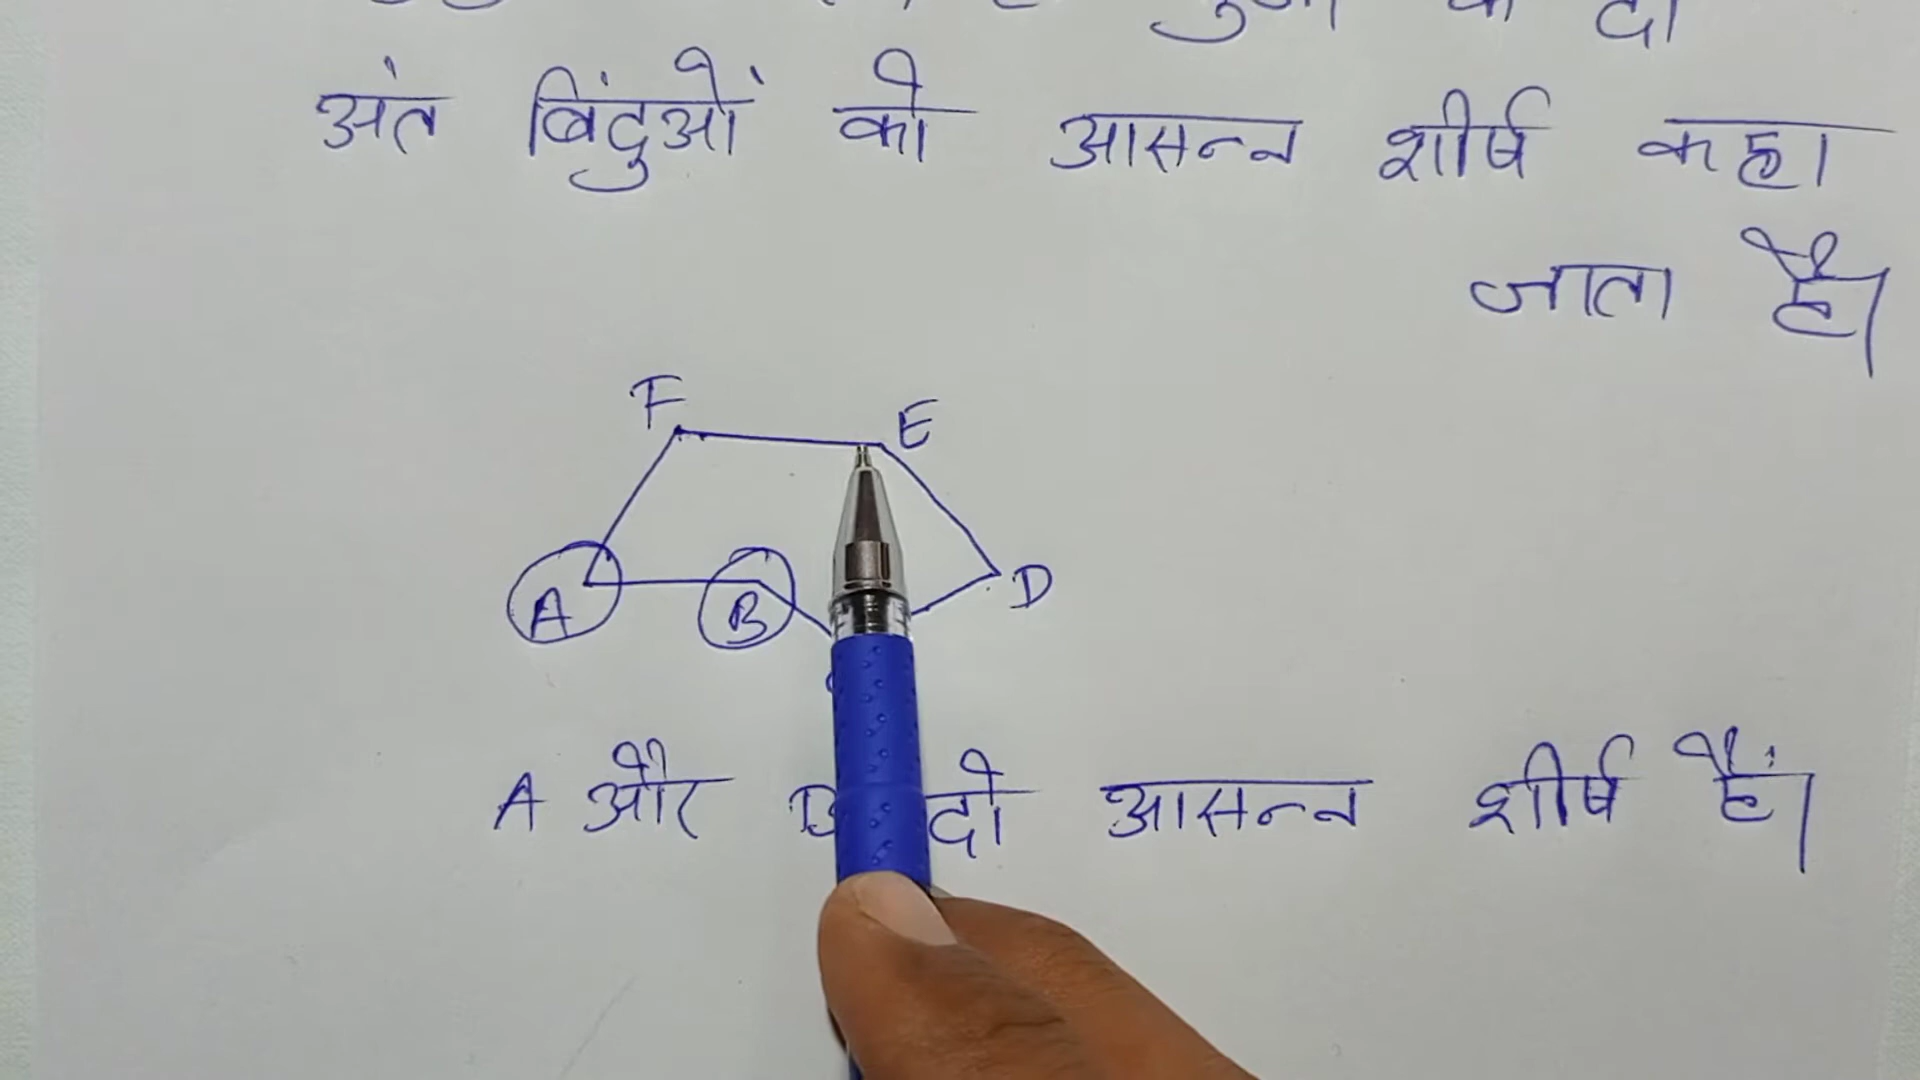 अंत बिंदुओं को आसन्न शीर्ष कहा
जाता है।
F
E
A
B
D
A और B दो आसन्न शीर्ष हैं।